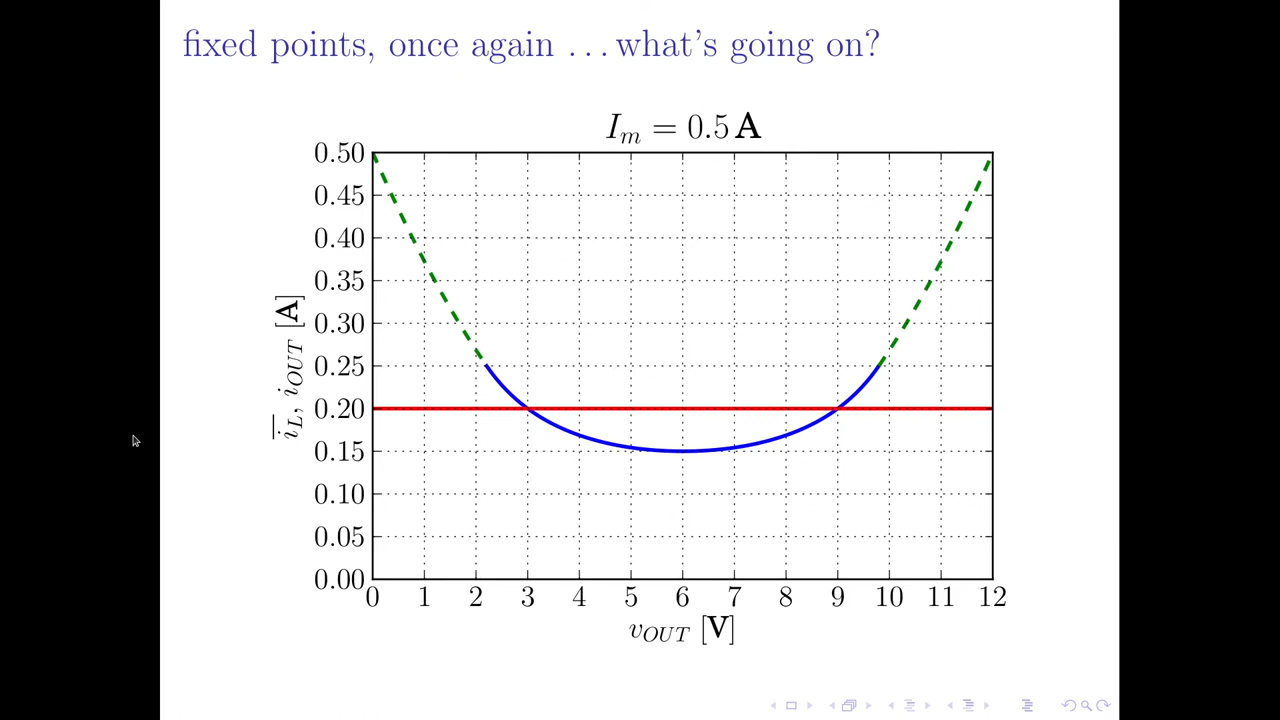 fixed points, once again ... what's going on?
I_m = 0.5 A
0.50
0.45
0.40
0.35
0.30
0.25
0.20
0.15
0.10
0.05
0.00
i_L, i_OUT [A]
0 1 2 3 4 5 6 7 8 9 10 11 12
v_OUT [V]